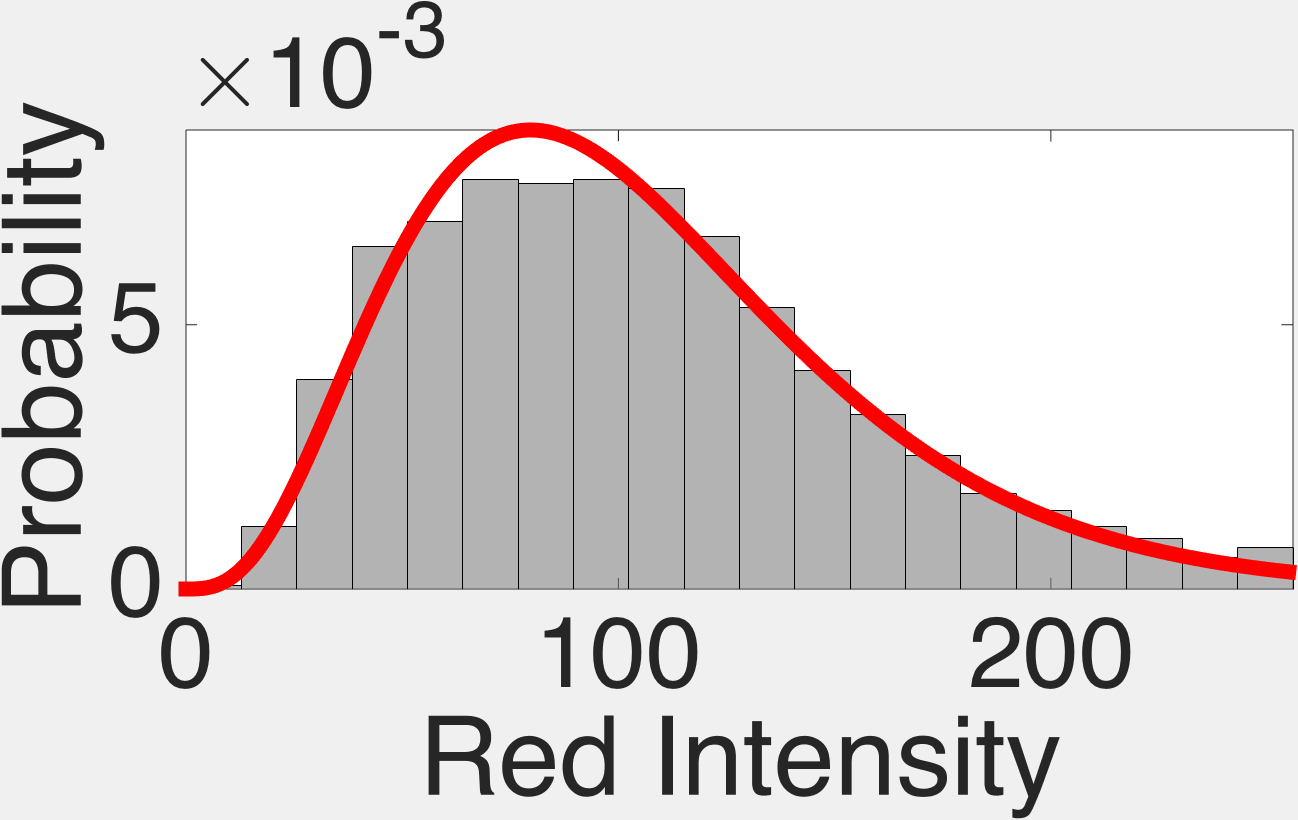 ×10-3
Probability
5
0
0 100 200
Red Intensity